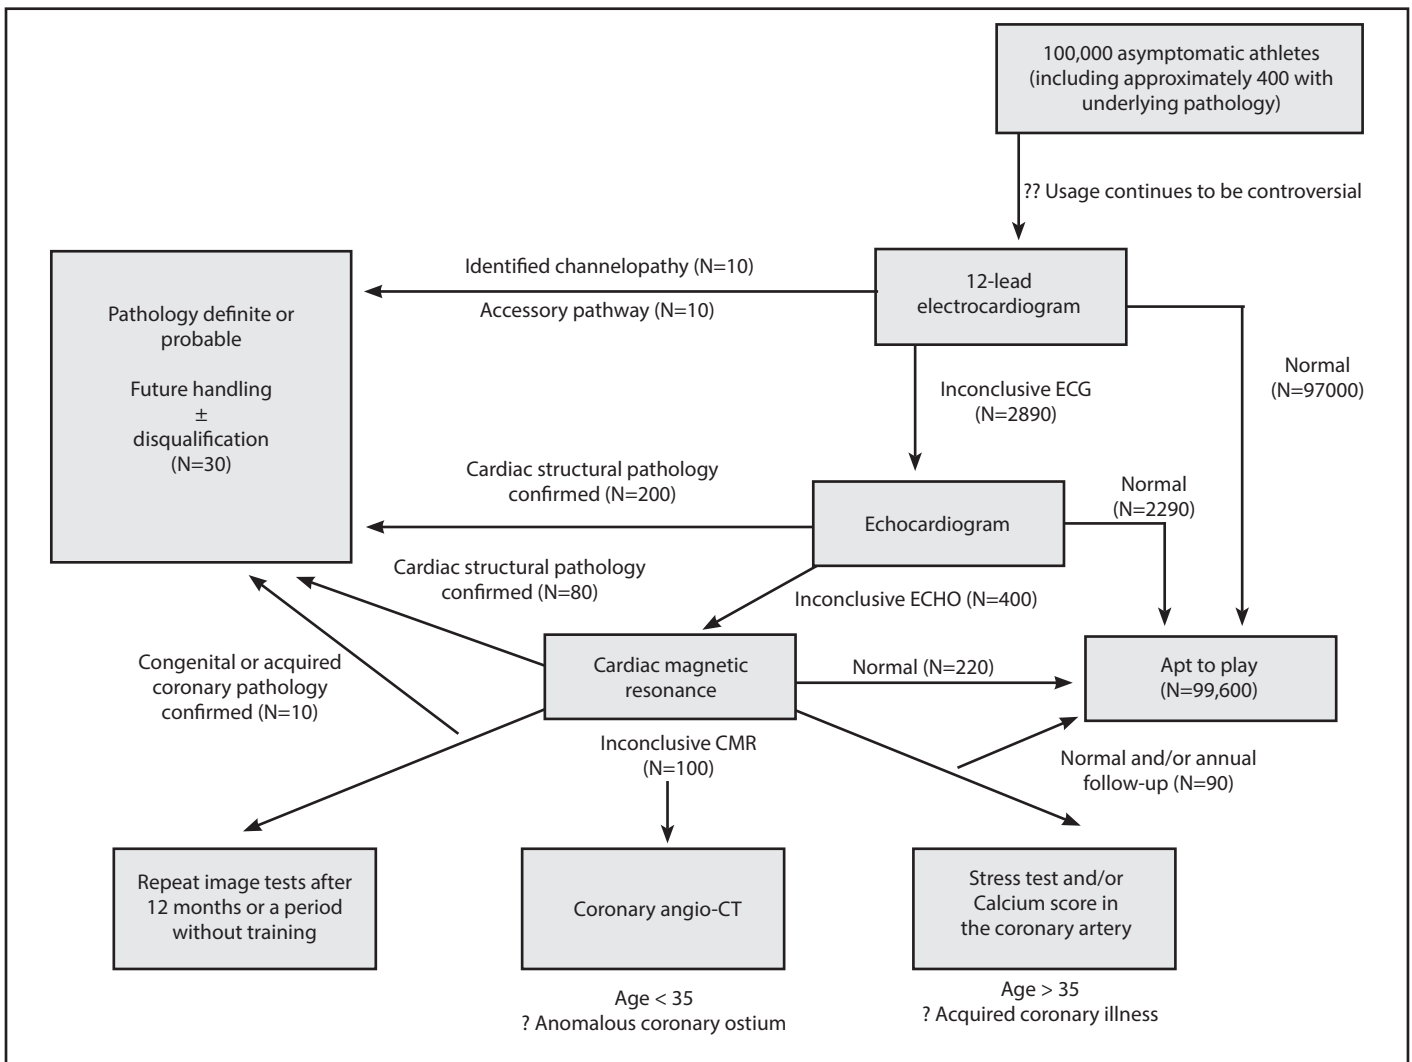 100,000 asymptomatic athletes
(including approximately 400 with
underlying pathology)
?? Usage continues to be controversial
12-lead
electrocardiogram
Identified channelopathy (N=10)
Accessory pathway (N=10)
Pathology definite or
probable
Future handling
±
disqualification
(N=30)
Normal
(N=97000)
Inconclusive ECG
(N=2890)
Cardiac structural pathology
confirmed (N=200)
Echocardiogram
Normal
(N=2290)
Cardiac structural pathology
confirmed (N=80)
Inconclusive ECHO (N=400)
Congenital or acquired
coronary pathology
confirmed (N=10)
Cardiac magnetic
resonance
Normal (N=220)
Apt to play
(N=99,600)
Inconclusive CMR
(N=100)
Normal and/or annual
follow-up (N=90)
Repeat image tests after
12 months or a period
without training
Coronary angio-CT
Stress test and/or
Calcium score in
the coronary artery
Age < 35
? Anomalous coronary ostium
Age > 35
? Acquired coronary illness